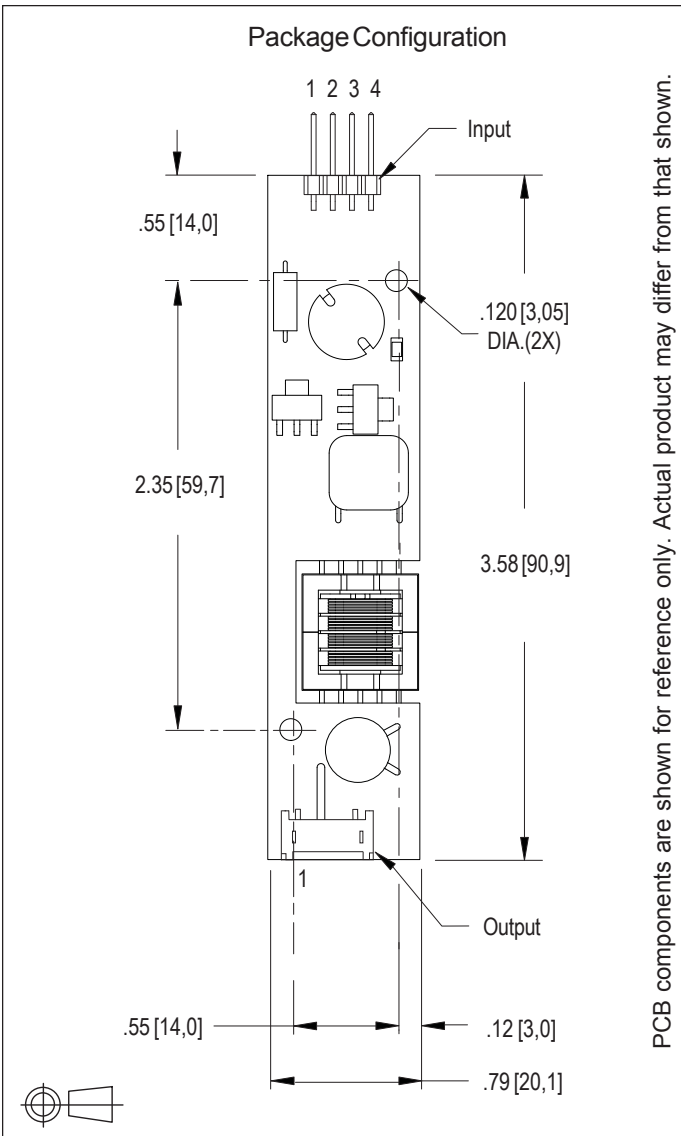 Package Configuration
1 2 3 4
Input
.55 [14,0]
.120 [3,05]
DIA.(2X)
2.35 [59,7]
3.58 [90,9]
1
Output
.55 [14,0]
.12 [3,0]
.79 [20,1]
PCB components are shown for reference only. Actual product may differ from that shown.